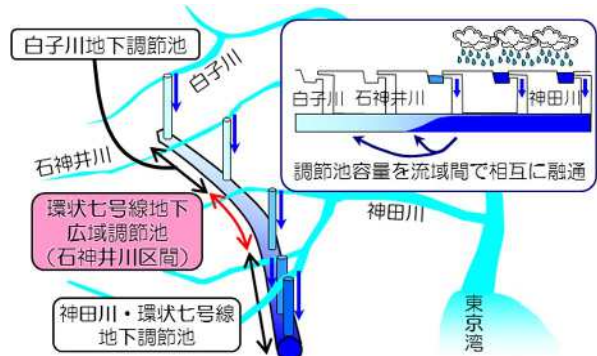 白子川地下調節池
白子川
石神井川
環状七号線地下
広域調節池
（石神井川区間）
神田川・環状七号線
地下調節池
神田川
東京湾
白子川
石神井川
神田川
調節池容量を流域間で相互に融通